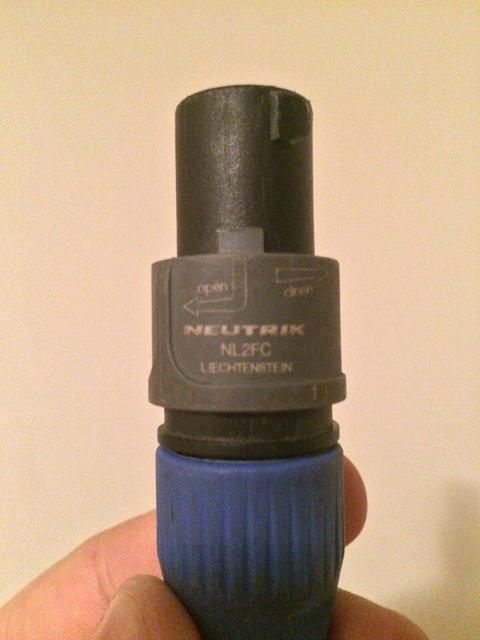 open
close
NEUTRIK
NL2FC
LIECHTENSTEIN